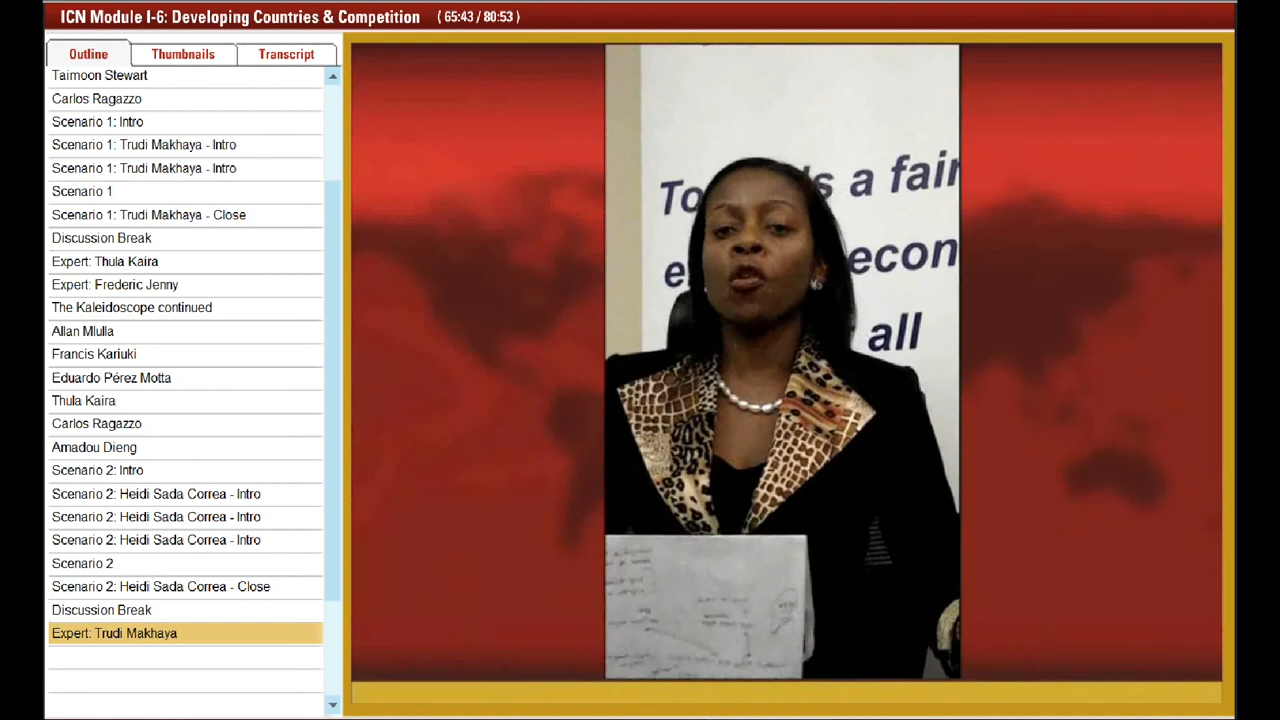 ICN Module I-6: Developing Countries & Competition ( 65:43 / 80:53 )
Outline Thumbnails Transcript
Taimoon Stewart
Carlos Ragazzo
Scenario 1: Intro
Scenario 1: Trudi Makhaya - Intro
Scenario 1: Trudi Makhaya - Intro
Scenario 1
Scenario 1: Trudi Makhaya - Close
Discussion Break
Expert: Thula Kaira
Expert: Frederic Jenny
The Kaleidoscope continued
Allan Mlulla
Francis Kariuki
Eduardo Pérez Motta
Thula Kaira
Carlos Ragazzo
Amadou Dieng
Scenario 2: Intro
Scenario 2: Heidi Sada Correa - Intro
Scenario 2: Heidi Sada Correa - Intro
Scenario 2: Heidi Sada Correa - Intro
Scenario 2
Scenario 2: Heidi Sada Correa - Close
Discussion Break
Expert: Trudi Makhaya
a fair
econ
all